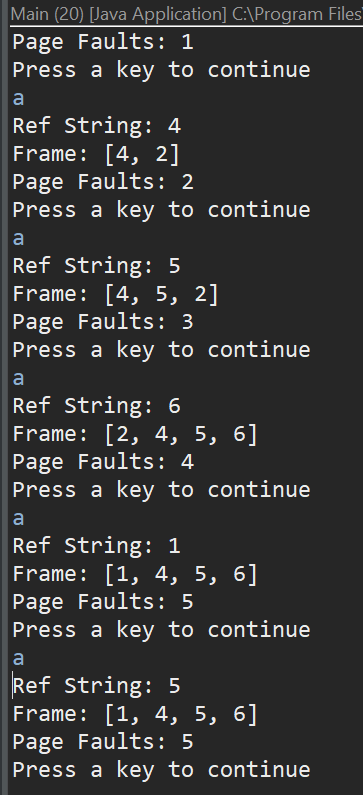 Main (20) [Java Application] C:\Program Files\
Page Faults: 1
Press a key to continue
a
Ref String: 4
Frame: [4, 2]
Page Faults: 2
Press a key to continue
a
Ref String: 5
Frame: [4, 5, 2]
Page Faults: 3
Press a key to continue
a
Ref String: 6
Frame: [2, 4, 5, 6]
Page Faults: 4
Press a key to continue
a
Ref String: 1
Frame: [1, 4, 5, 6]
Page Faults: 5
Press a key to continue
a
Ref String: 5
Frame: [1, 4, 5, 6]
Page Faults: 5
Press a key to continue